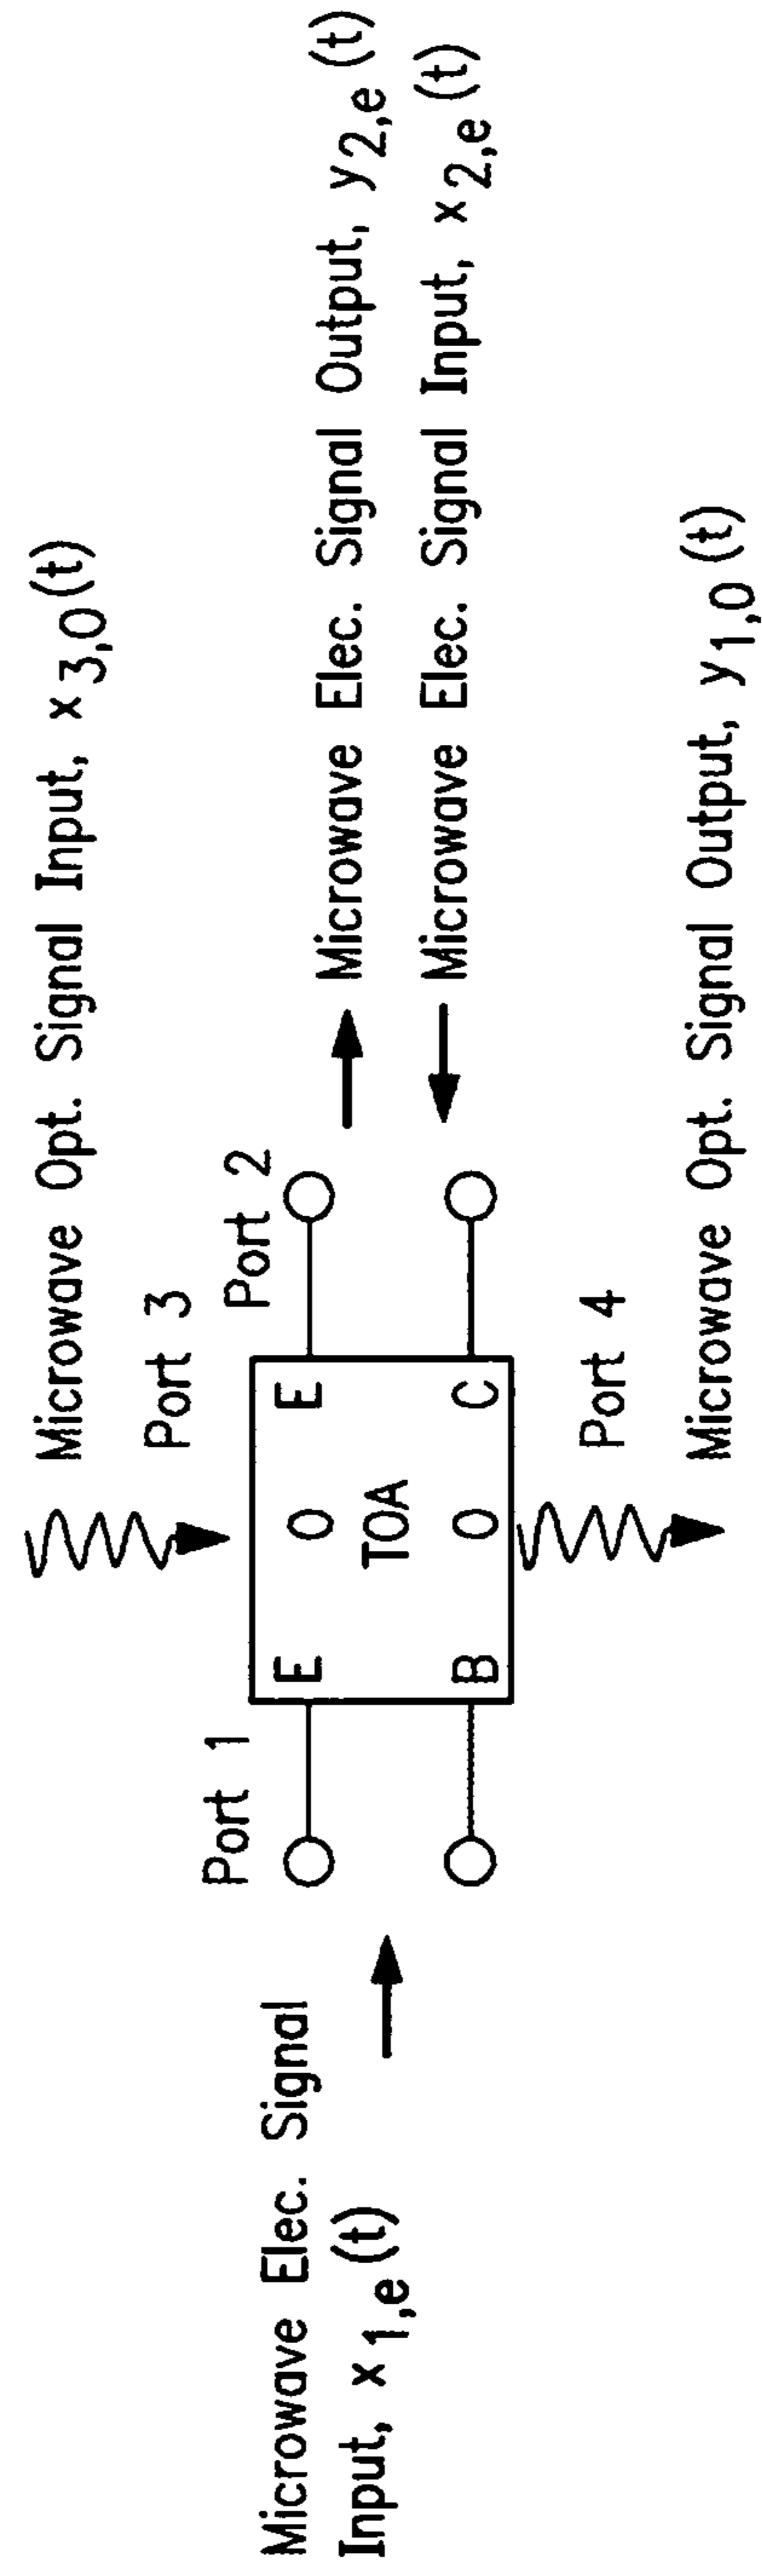 Microwave Opt. Signal Input, x3,0(t)
Port 3
Port 2
Port 1
Microwave Elec. Signal
Input, x1,e(t)
E O E
TOA
B O C
Microwave Elec. Signal Output, y2,e(t)
Microwave Elec. Signal Input, x2,e(t)
Port 4
Microwave Opt. Signal Output, y1,0(t)